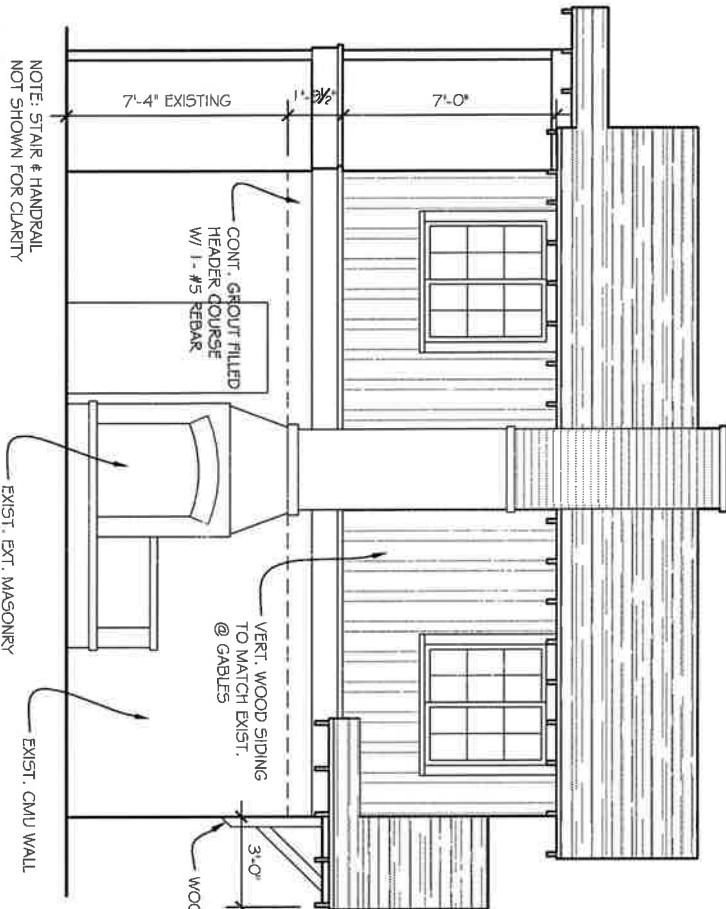 7'-4" EXISTING
7'-0"
CONT. GROUT FILLED
HEADER COURSE
W/ 1- #5 REBAR
VERT. WOOD SIDING
TO MATCH EXIST.
@ GABLES
3'-0"
NOTE: STAIR & HANDRAIL
NOT SHOWN FOR CLARITY
EXIST. EXT. MASONRY
EXIST. CMU WALL